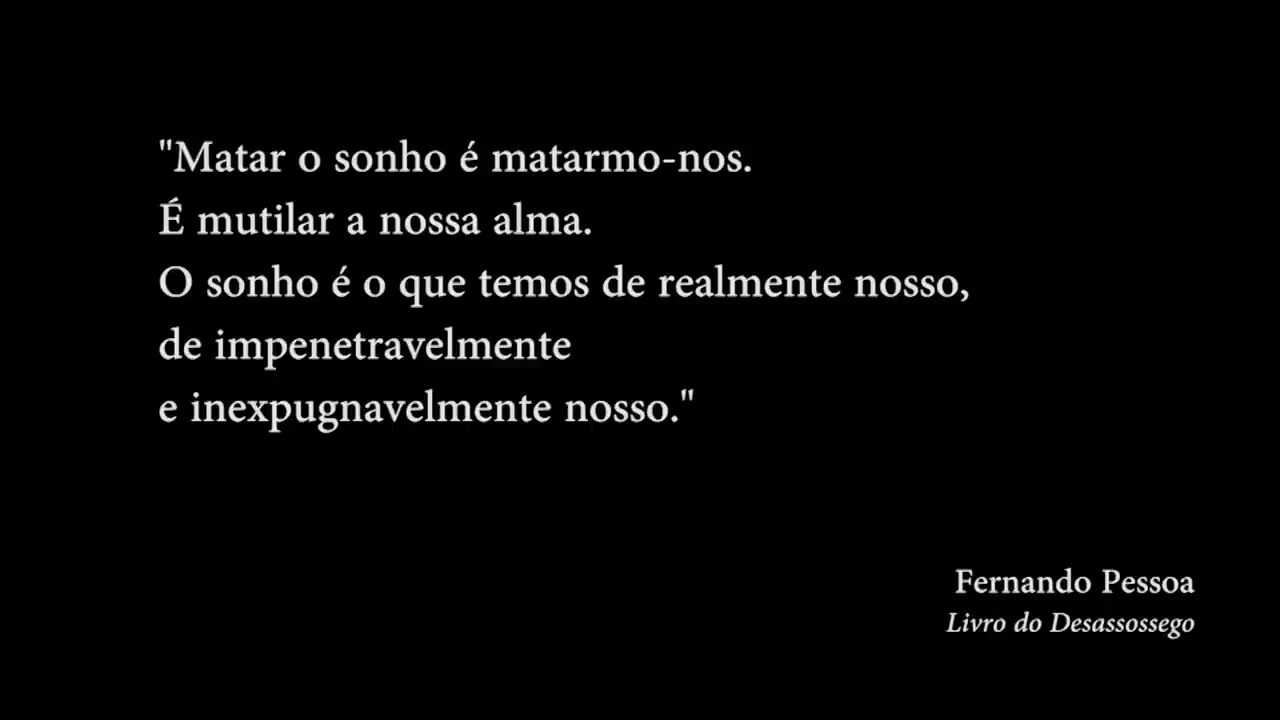 "Matar o sonho é matarmo-nos.
É mutilar a nossa alma.
O sonho é o que temos de realmente nosso,
de impenetravelmente
e inexpugnavelmente nosso."
Fernando Pessoa
Livro do Desassossego